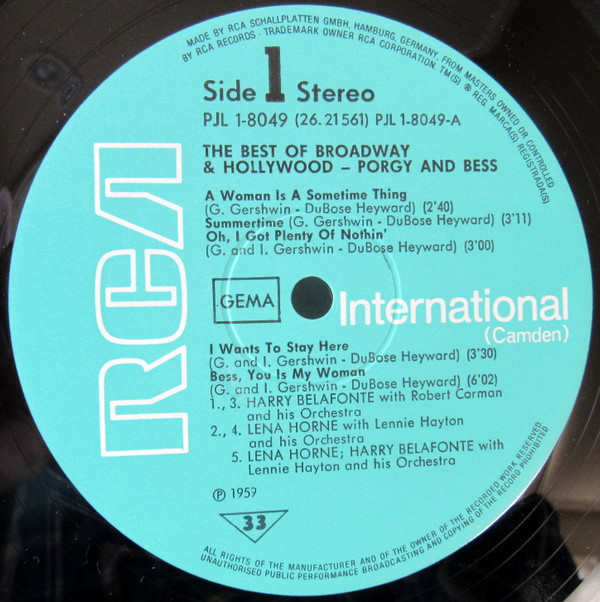 MADE BY RCA SCHALLPLATTEN GMBH, HAMBURG, GERMANY, FROM MASTERS OWNED OR CONTROLLED
BY RCA RECORDS · TRADEMARK OWNER RCA CORPORATION. TM(S) ® REG. MARCA(S) REGISTRADA(S)
Side 1 Stereo
PJL 1-8049 (26.21561) PJL 1-8049-A
THE BEST OF BROADWAY
& HOLLYWOOD – PORGY AND BESS
A Woman Is A Sometime Thing
(G. Gershwin - DuBose Heyward) (2'40)
Summertime (G. Gershwin - DuBose Heyward) (3'11)
Oh, I Got Plenty Of Nothin'
(G. and I. Gershwin - DuBose Heyward) (3'00)
RCA
GEMA
International
(Camden)
I Wants To Stay Here
(G. and I. Gershwin - DuBose Heyward) (3'30)
Bess, You Is My Woman
(G. and I. Gershwin - DuBose Heyward) (6'02)
1., 3. HARRY BELAFONTE with Robert Corman
and his Orchestra
2., 4. LENA HORNE with Lennie Hayton
and his Orchestra
5. LENA HORNE; HARRY BELAFONTE with
Lennie Hayton and his Orchestra
℗ 1959
33
ALL RIGHTS OF THE MANUFACTURER AND OF THE OWNER OF THE RECORDED WORK RESERVED
UNAUTHORISED PUBLIC PERFORMANCE BROADCASTING AND COPYING OF THE RECORD PROHIBITED